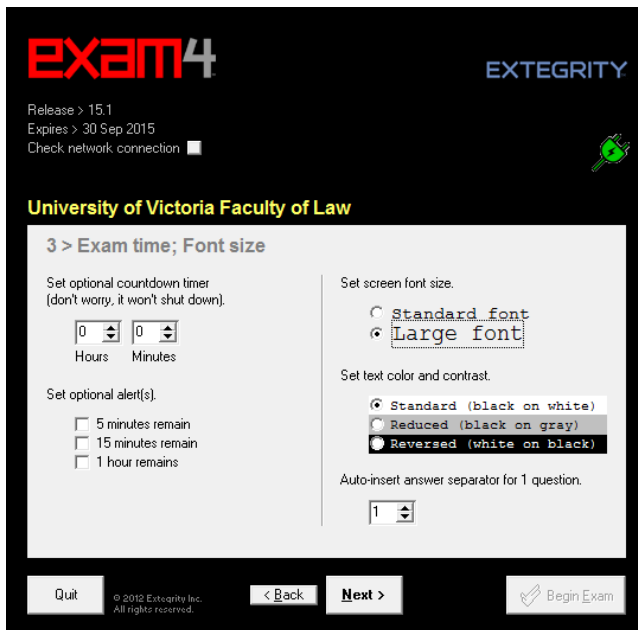 exam4
EXTEGRITY
Release > 15.1
Expires > 30 Sep 2015
Check network connection
University of Victoria Faculty of Law
3 > Exam time; Font size
Set optional countdown timer
(don't worry, it won't shut down).
0 0
Hours Minutes
Set optional alert(s).
5 minutes remain
15 minutes remain
1 hour remains
Set screen font size.
Standard font
Large font
Set text color and contrast.
Standard (black on white)
Reduced (black on gray)
Reversed (white on black)
Auto-insert answer separator for 1 question.
1
Quit
© 2012 Extegrity Inc.
All rights reserved.
< Back
Next >
Begin Exam